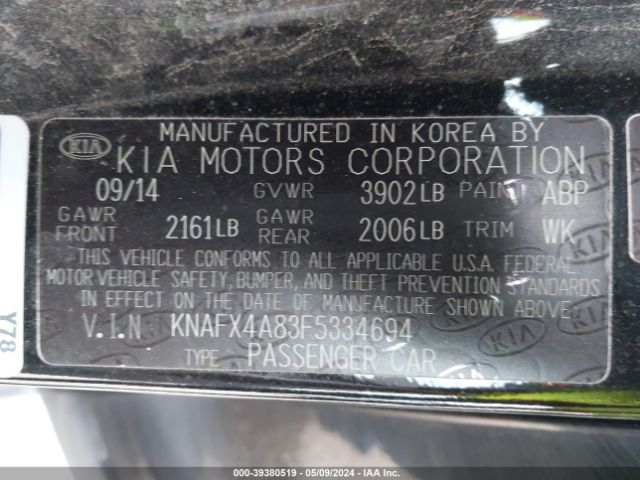 MANUFACTURED IN KOREA BY
KIA KIA MOTORS CORPORATION
09/14 GVWR 3902LB PAINT ABP
GAWR FRONT 2161LB GAWR REAR 2006LB TRIM WK
THIS VEHICLE CONFORMS TO ALL APPLICABLE U.S.A. FEDERAL
MOTOR VEHICLE SAFETY, BUMPER, AND THEFT PREVENTION STANDARDS
IN EFFECT ON THE DATE OF MANUFACTURE SHOWN ABOVE.
V.I.N KNAFX4A83F5334694
TYPE PASSENGER CAR
Y78
000-39380519 - 05/09/2024 - IAA Inc.